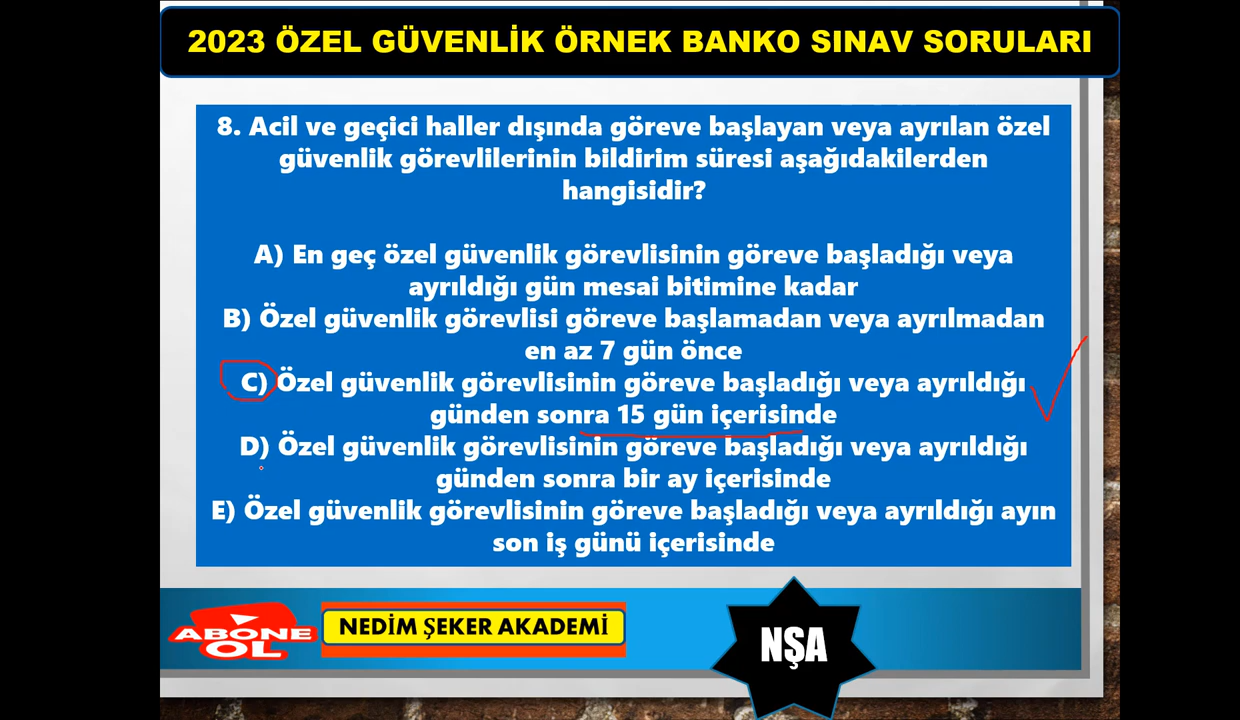 2023 ÖZEL GÜVENLİK ÖRNEK BANKO SINAV SORULARI
8. Acil ve geçici haller dışında göreve başlayan veya ayrılan özel
güvenlik görevlilerinin bildirim süresi aşağıdakilerden
hangisidir?
A) En geç özel güvenlik görevlisinin göreve başladığı veya
ayrıldığı gün mesai bitimine kadar
B) Özel güvenlik görevlisi göreve başlamadan veya ayrılmadan
en az 7 gün önce
C) Özel güvenlik görevlisinin göreve başladığı veya ayrıldığı
günden sonra 15 gün içerisinde
D) Özel güvenlik görevlisinin göreve başladığı veya ayrıldığı
günden sonra bir ay içerisinde
E) Özel güvenlik görevlisinin göreve başladığı veya ayrıldığı ayın
son iş günü içerisinde
ABONE
OL
NEDİM ŞEKER AKADEMİ
NŞA